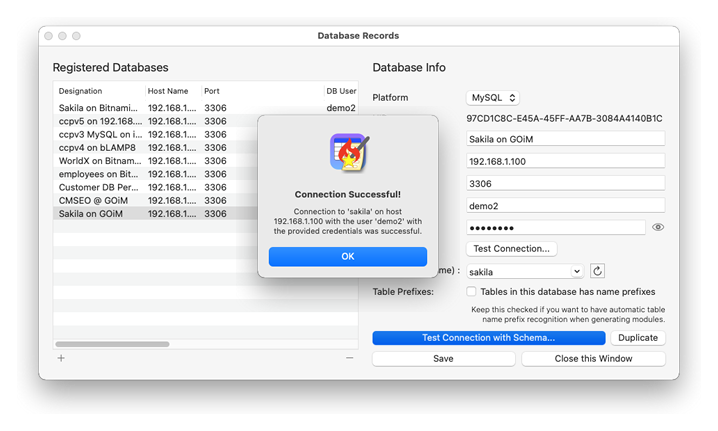 Database Records
Registered Databases
Designation Host Name Port DB User
Sakila on Bitnami... 192.168.1.... 3306 demo2
ccpv5 on 192.168.... 192.168.1.... 3306
ccpv3 MySQL on i... 192.168.1.... 3306
ccpv4 on bLAMP8 192.168.1.... 3306
WorldX on Bitnam... 192.168.1.... 3306
employees on Bit... 192.168.1.... 3306
Customer DB Per... 192.168.1.... 3306
CMSEO @ GOiM 192.168.1.... 3306
Sakila on GOiM 192.168.1.... 3306
Connection Successful!
Connection to 'sakila' on host
192.168.1.100 with the user 'demo2' with
the provided credentials was successful.
OK
Database Info
Platform MySQL
97CD1C8C-E45A-45FF-AA7B-3084A4140B1C
Sakila on GOiM
192.168.1.100
3306
demo2
••••••••
Test Connection...
me) : sakila
Table Prefixes: Tables in this database has name prefixes
Keep this checked if you want to have automatic table
name prefix recognition when generating modules.
Test Connection with Schema... Duplicate
Save Close this Window